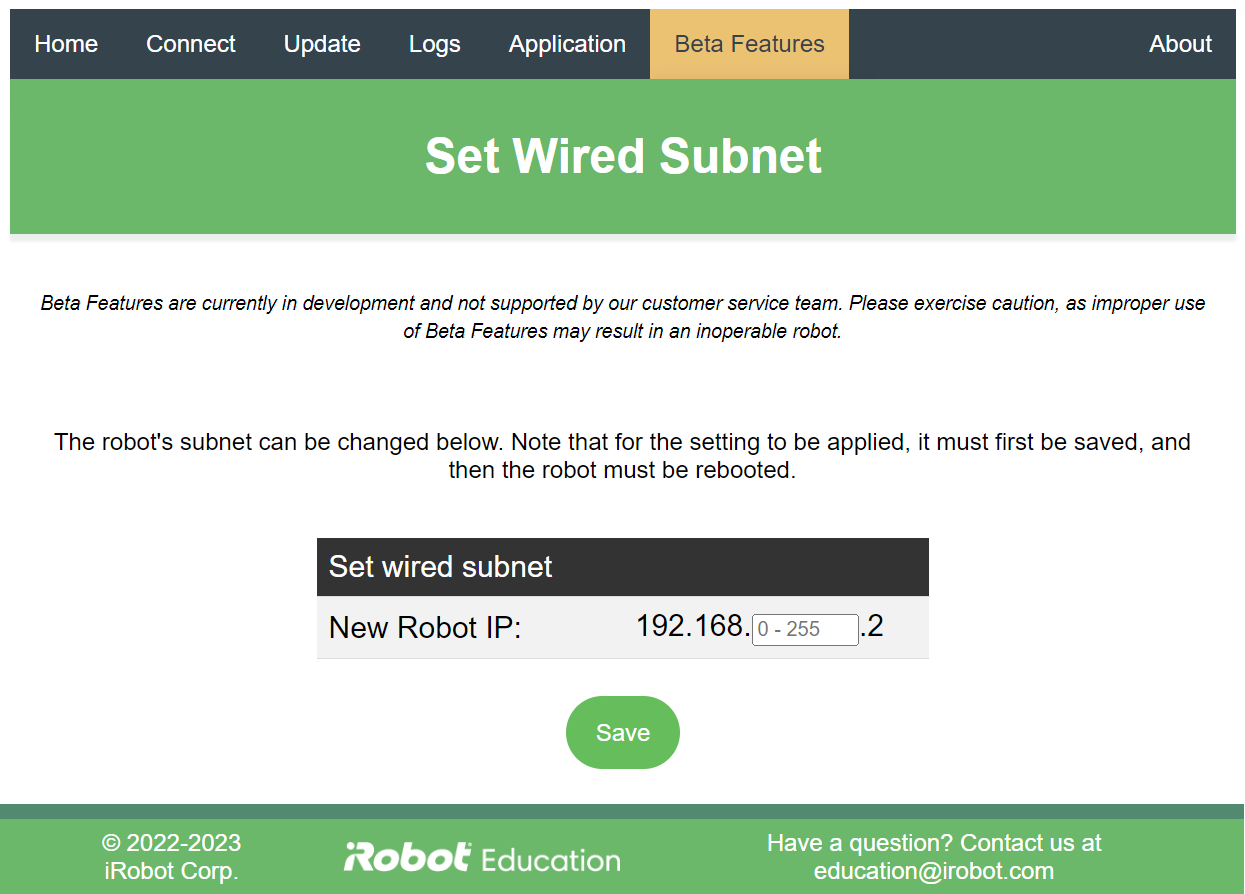 Home Connect Update Logs Application Beta Features About
Set Wired Subnet
Beta Features are currently in development and not supported by our customer service team. Please exercise caution, as improper use
of Beta Features may result in an inoperable robot.
The robot's subnet can be changed below. Note that for the setting to be applied, it must first be saved, and
then the robot must be rebooted.
Set wired subnet
New Robot IP: 192.168.0 - 255.2
Save
© 2022-2023
iRobot Corp.
iRobot Education
Have a question? Contact us at
education@irobot.com